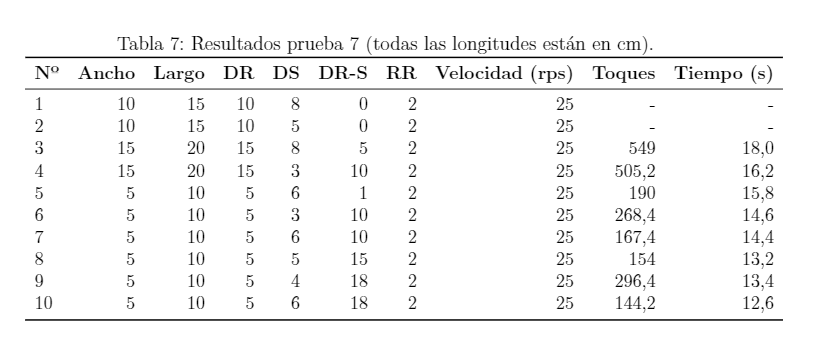 Tabla 7: Resultados prueba 7 (todas las longitudes están en cm).
Nº Ancho Largo DR DS DR-S RR Velocidad (rps) Toques Tiempo (s)
1 10 15 10 8 0 2 25 - -
2 10 15 10 5 0 2 25 - -
3 15 20 15 8 5 2 25 549 18,0
4 15 20 15 3 10 2 25 505,2 16,2
5 5 10 5 6 1 2 25 190 15,8
6 5 10 5 3 10 2 25 268,4 14,6
7 5 10 5 6 10 2 25 167,4 14,4
8 5 10 5 5 15 2 25 154 13,2
9 5 10 5 4 18 2 25 296,4 13,4
10 5 10 5 6 18 2 25 144,2 12,6